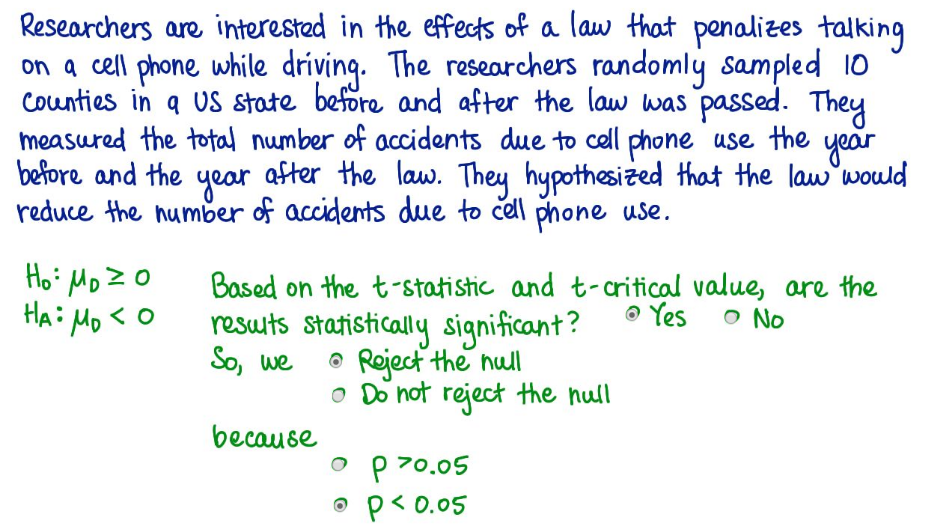 Researchers are interested in the effects of a law that penalizes talking
on a cell phone while driving. The researchers randomly sampled 10
counties in a US state before and after the law was passed. They
measured the total number of accidents due to cell phone use the year
before and the year after the law. They hypothesized that the law would
reduce the number of accidents due to cell phone use.
H₀: μ_D ≥ 0
H_A: μ_D < 0
Based on the t-statistic and t-critical value, are the
results statistically significant? Yes No
So, we Reject the null
Do not reject the null
because
p > 0.05
p < 0.05